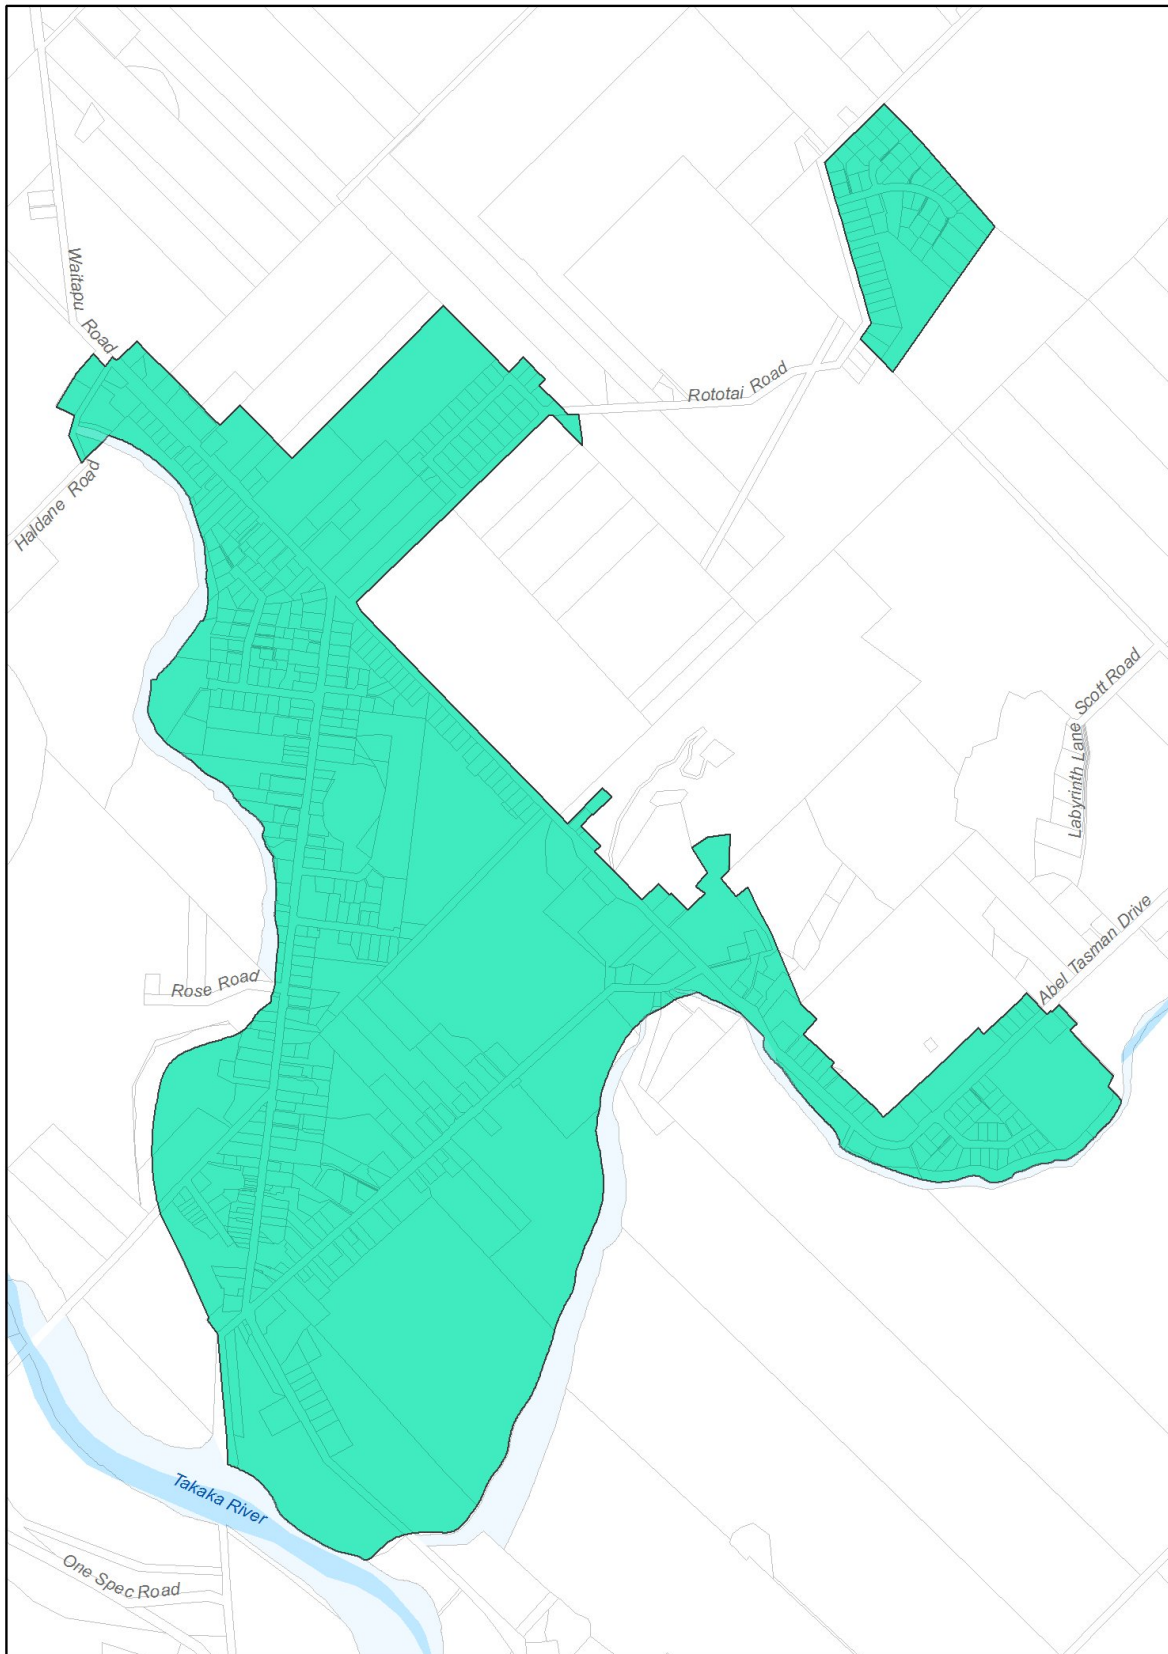 Waitapu Road
Rototai Road
Haldane Road
Scott Road
Labyrinth Lane
Abel Tasman Drive
Rose Road
Takaka River
One Spec Road